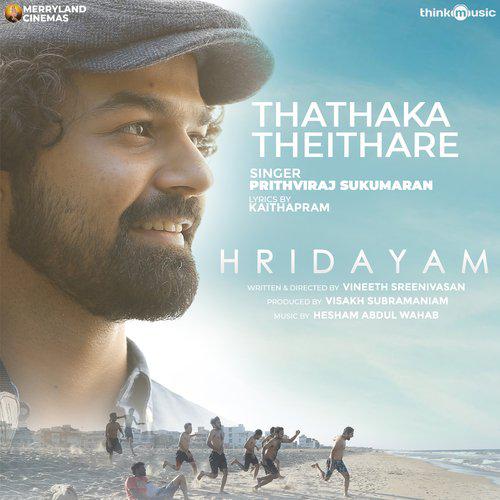 MERRYLAND
CINEMAS
think music
THATHAKA
THEITHARE
SINGER
PRITHVIRAJ SUKUMARAN
LYRICS BY
KAITHAPRAM
HRIDAYAM
WRITTEN & DIRECTED BY VINEETH SREENIVASAN
PRODUCED BY VISAKH SUBRAMANIAM
MUSIC BY HESHAM ABDUL WAHAB